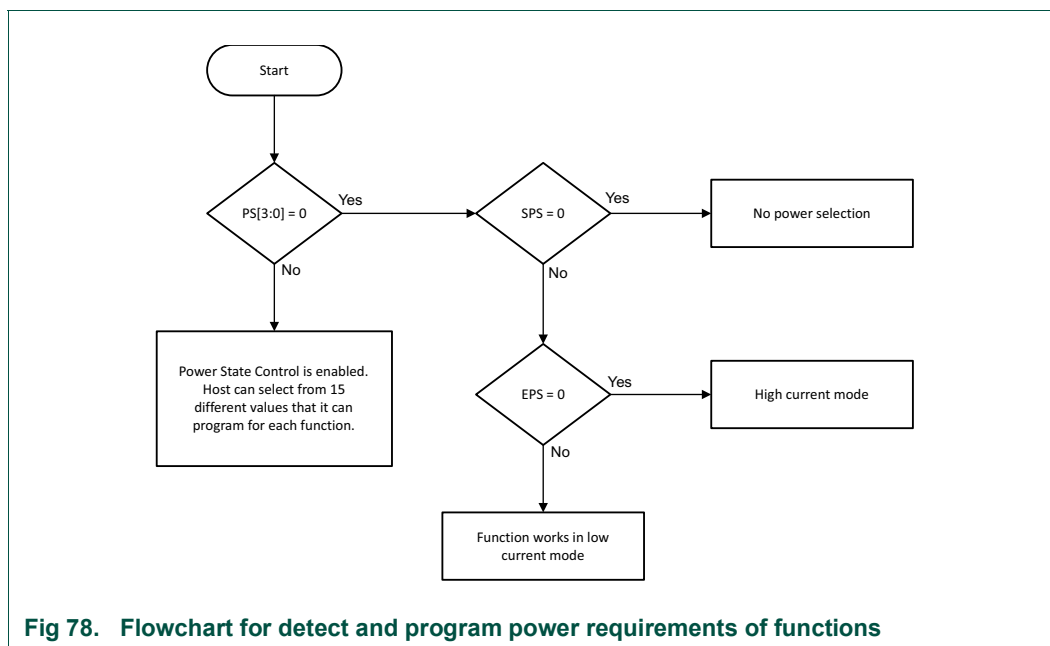 Start
PS[3:0] = 0
Yes
SPS = 0
Yes
No power selection
No
No
Power State Control is enabled.
Host can select from 15
different values that it can
program for each function.
EPS = 0
Yes
High current mode
No
Function works in low
current mode
Fig 78. Flowchart for detect and program power requirements of functions